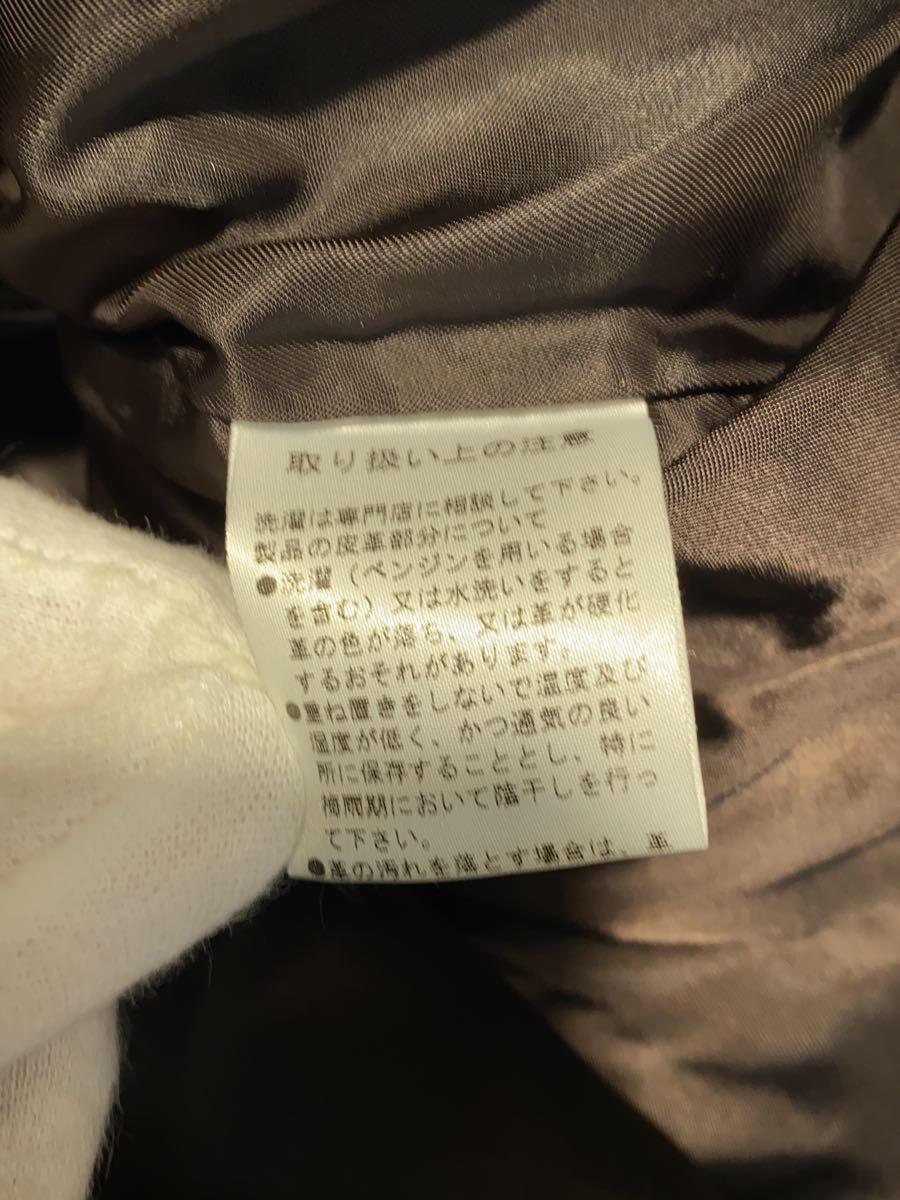 取り扱い上の注意
洗濯は専門店に相談して下さい。
製品の皮革部分について
●洗濯（ベンジンを用いる場合
を含む）又は水洗いをすると
革の色が落ち、又は革が硬化
するおそれがあります。
●重ね置きをしないで温度及び
湿度が低く、かつ通気の良い
所に保存することとし、特に
梅雨期において陰干しを行っ
て下さい。
●革の汚れを落とす場合は、革